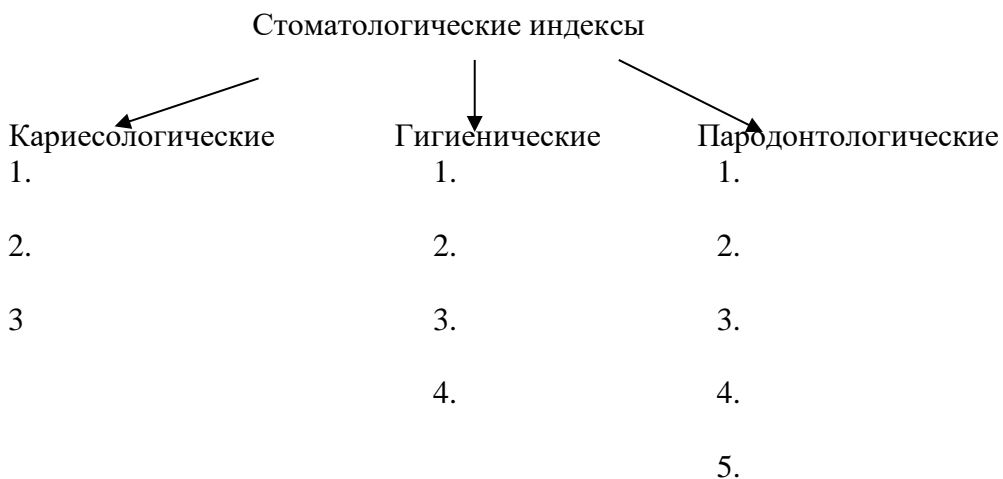 Стоматологические индексы
Кариесологические Гигиенические Пародонтологические
1. 1. 1.
2. 2. 2.
3 3. 3.
4. 4.
5.